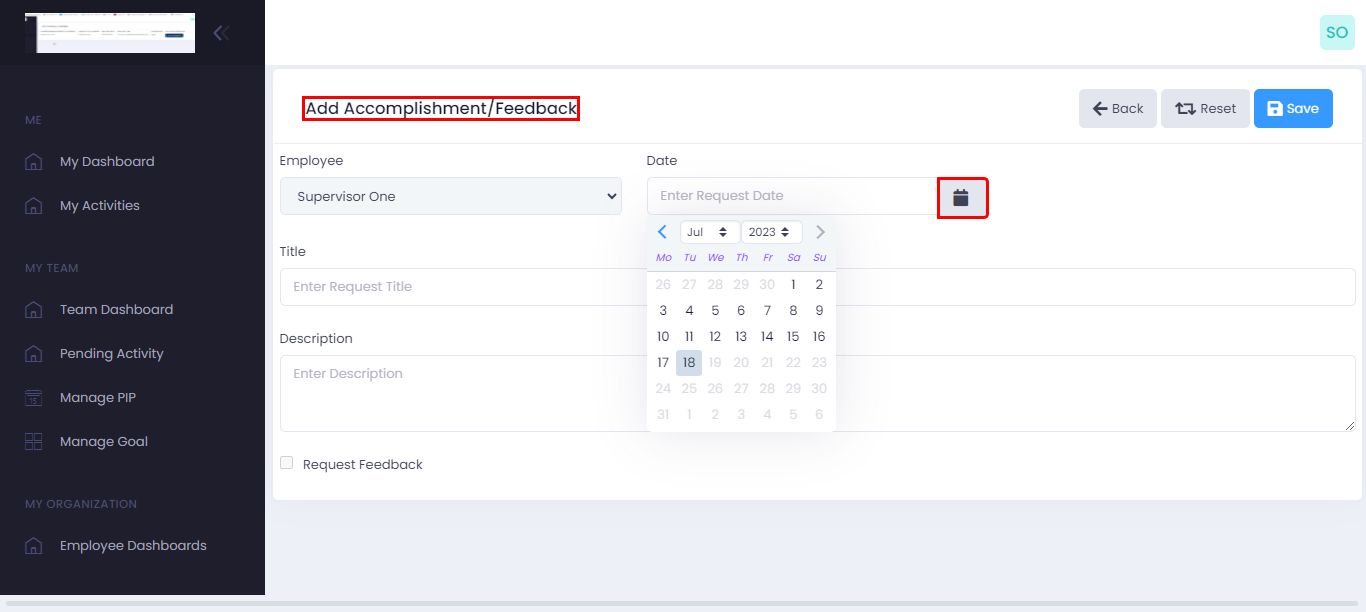 SO
ME
My Dashboard
My Activities
MY TEAM
Team Dashboard
Pending Activity
15
Manage PIP
Manage Goal
MY ORGANIZATION
Employee Dashboards
Add Accomplishment/Feedback
Back
Reset
Save
Employee
Supervisor One
Date
Enter Request Date
Jul 2023
Mo Tu We Th Fr Sa Su
26 27 28 29 30 1 2
3 4 5 6 7 8 9
10 11 12 13 14 15 16
17 18 19 20 21 22 23
24 25 26 27 28 29 30
31 1 2 3 4 5 6
Title
Enter Request Title
Description
Enter Description
Request Feedback